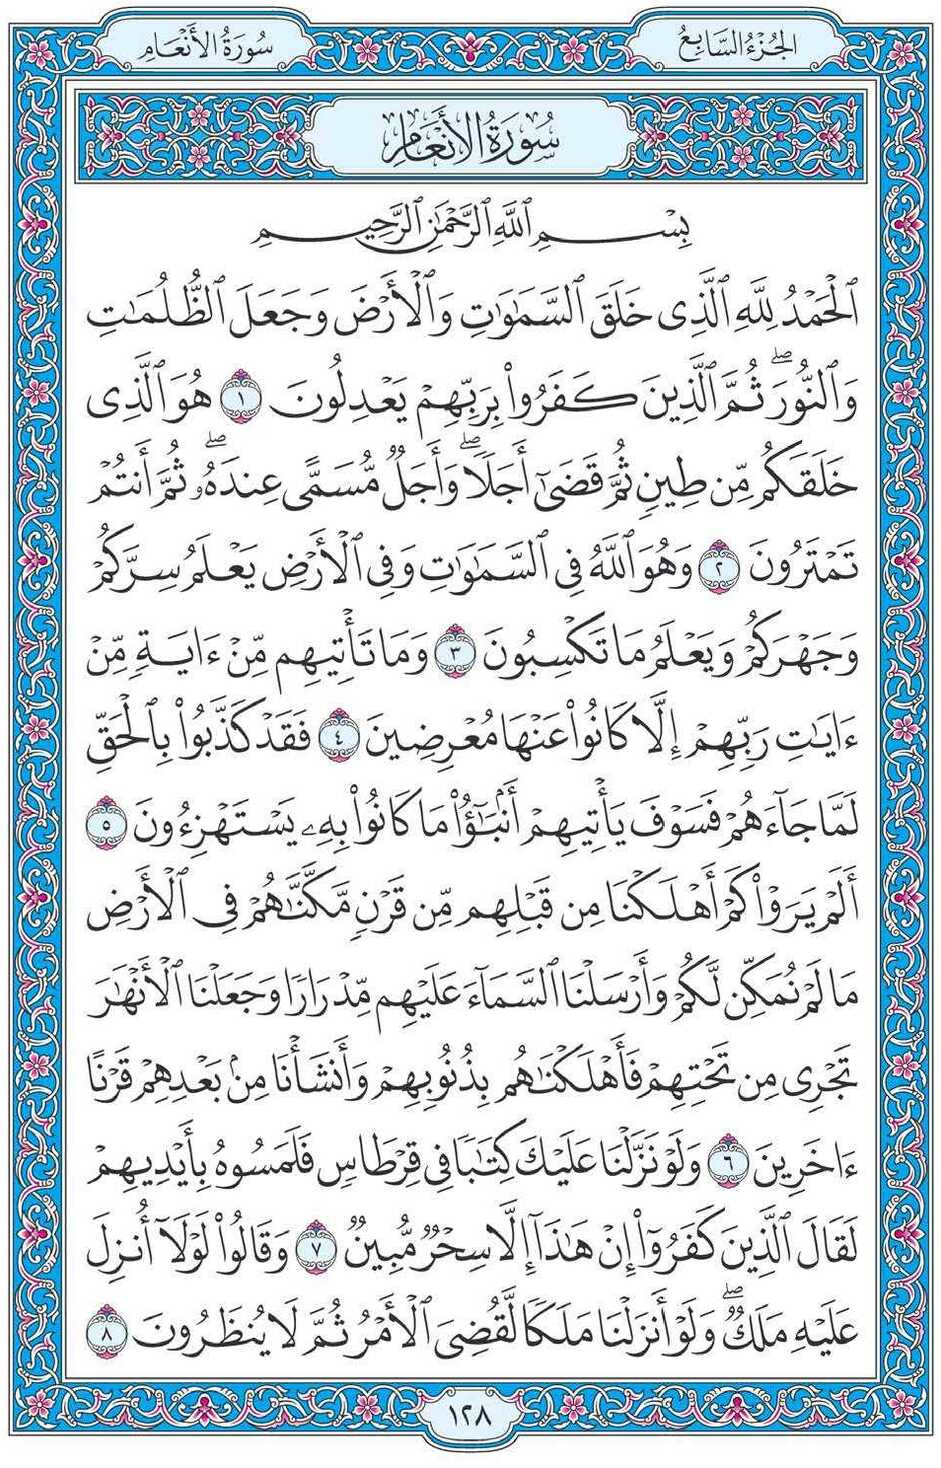 الجُزْءُ السَّابِعُ
سُورَةُ الأَنْعَامِ
سُورَةُ الأَنْعَامِ
بِسْمِ ٱللَّهِ ٱلرَّحْمَٰنِ ٱلرَّحِيمِ
ٱلْحَمْدُ لِلَّهِ ٱلَّذِى خَلَقَ ٱلسَّمَٰوَٰتِ وَٱلْأَرْضَ وَجَعَلَ ٱلظُّلُمَٰتِ
وَٱلنُّورَۖ ثُمَّ ٱلَّذِينَ كَفَرُوا۟ بِرَبِّهِمْ يَعْدِلُونَ ١ هُوَ ٱلَّذِى
خَلَقَكُم مِّن طِينٍ ثُمَّ قَضَىٰٓ أَجَلًاۖ وَأَجَلٌ مُّسَمًّى عِندَهُۥۖ ثُمَّ أَنتُمْ
تَمْتَرُونَ ٢ وَهُوَ ٱللَّهُ فِى ٱلسَّمَٰوَٰتِ وَفِى ٱلْأَرْضِ يَعْلَمُ سِرَّكُمْ
وَجَهْرَكُمْ وَيَعْلَمُ مَا تَكْسِبُونَ ٣ وَمَا تَأْتِيهِم مِّنْ ءَايَةٍ مِّنْ
ءَايَٰتِ رَبِّهِمْ إِلَّا كَانُوا۟ عَنْهَا مُعْرِضِينَ ٤ فَقَدْ كَذَّبُوا۟ بِٱلْحَقِّ
لَمَّا جَآءَهُمْ فَسَوْفَ يَأْتِيهِمْ أَنۢبَٰٓؤُا۟ مَا كَانُوا۟ بِهِۦ يَسْتَهْزِءُونَ ٥
أَلَمْ يَرَوْا۟ كَمْ أَهْلَكْنَا مِن قَبْلِهِم مِّن قَرْنٍ مَّكَّنَّٰهُمْ فِى ٱلْأَرْضِ
مَا لَمْ نُمَكِّن لَّكُمْ وَأَرْسَلْنَا ٱلسَّمَآءَ عَلَيْهِم مِّدْرَارًا وَجَعَلْنَا ٱلْأَنْهَٰرَ
تَجْرِى مِن تَحْتِهِمْ فَأَهْلَكْنَٰهُم بِذُنُوبِهِمْ وَأَنشَأْنَا مِنۢ بَعْدِهِمْ قَرْنًا
ءَاخَرِينَ ٦ وَلَوْ نَزَّلْنَا عَلَيْكَ كِتَٰبًا فِى قِرْطَاسٍ فَلَمَسُوهُ بِأَيْدِيهِمْ
لَقَالَ ٱلَّذِينَ كَفَرُوٓا۟ إِنْ هَٰذَآ إِلَّا سِحْرٌ مُّبِينٌ ٧ وَقَالُوا۟ لَوْلَآ أُنزِلَ
عَلَيْهِ مَلَكٌۖ وَلَوْ أَنزَلْنَا مَلَكًا لَّقُضِىَ ٱلْأَمْرُ ثُمَّ لَا يُنظَرُونَ ٨
١٢٨